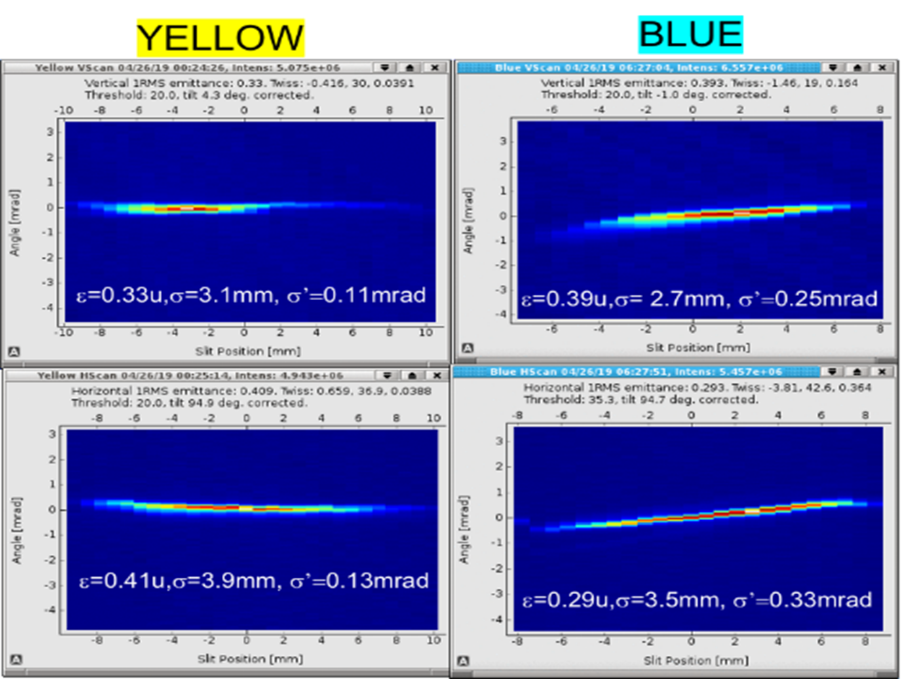 YELLOW
BLUE
Yellow VScan 04/26/19 00:24:26, Intens: 5.075e+06
Vertical 1RMS emittance: 0.33. Twiss: -0.416, 30, 0.0391
Threshold: 20.0, tilt 4.3 deg. corrected.
-10 -8 -6 -4 -2 0 2 4 6 8 10
3
2
1
0
-1
-2
-3
-4
Angle [mrad]
ε=0.33u,σ=3.1mm, σ'=0.11mrad
-10 -8 -6 -4 -2 0 2 4 6 8 10
Slit Position [mm]
A
Blue VScan 04/26/19 06:27:04, Intens: 6.557e+06
Vertical 1RMS emittance: 0.393. Twiss: -1.46, 19, 0.164
Threshold: 20.0, tilt -1.0 deg. corrected.
-6 -4 -2 0 2 4 6 8
3
2
1
0
-1
-2
-3
-4
Angle [mrad]
ε=0.39u,σ= 2.7mm, σ'=0.25mrad
-6 -4 -2 0 2 4 6 8
Slit Position [mm]
A
Yellow HScan 04/26/19 00:25:14, Intens: 4.943e+06
Horizontal 1RMS emittance: 0.409. Twiss: 0.659, 36.9, 0.0388
Threshold: 20.0, tilt 94.9 deg. corrected.
-8 -6 -4 -2 0 2 4 6 8 10
3
2
1
0
-1
-2
-3
-4
Angle [mrad]
ε=0.41u,σ=3.9mm, σ'=0.13mrad
-8 -6 -4 -2 0 2 4 6 8 10
Slit Position [mm]
A
Blue HScan 04/26/19 06:27:51, Intens: 5.457e+06
Horizontal 1RMS emittance: 0.293. Twiss: -3.81, 42.6, 0.364
Threshold: 35.3, tilt 94.7 deg. corrected.
-8 -6 -4 -2 0 2 4 6 8
3
2
1
0
-1
-2
-3
-4
Angle [mrad]
ε=0.29u,σ=3.5mm, σ'=0.33mrad
-8 -6 -4 -2 0 2 4 6 8
Slit Position [mm]
A